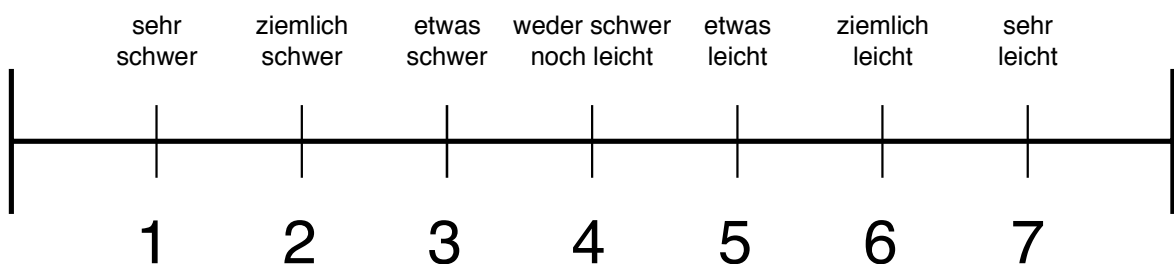 sehr ziemlich etwas weder schwer etwas ziemlich sehr
schwer schwer schwer noch leicht leicht leicht leicht
1 2 3 4 5 6 7